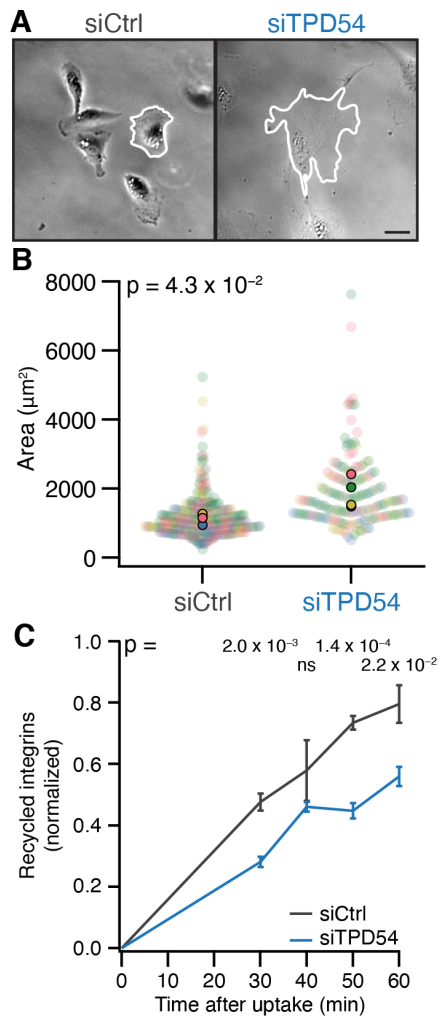 A
siCtrl siTPD54
B
8000
6000
4000
2000
0
Area (μm²)
p = 4.3 x 10⁻²
siCtrl siTPD54
C
p =
2.0 x 10⁻³ 1.4 x 10⁻⁴
ns 2.2 x 10⁻²
1.0
0.8
0.6
0.4
0.2
0.0
Recycled integrins
(normalized)
siCtrl
siTPD54
0 10 20 30 40 50 60
Time after uptake (min)